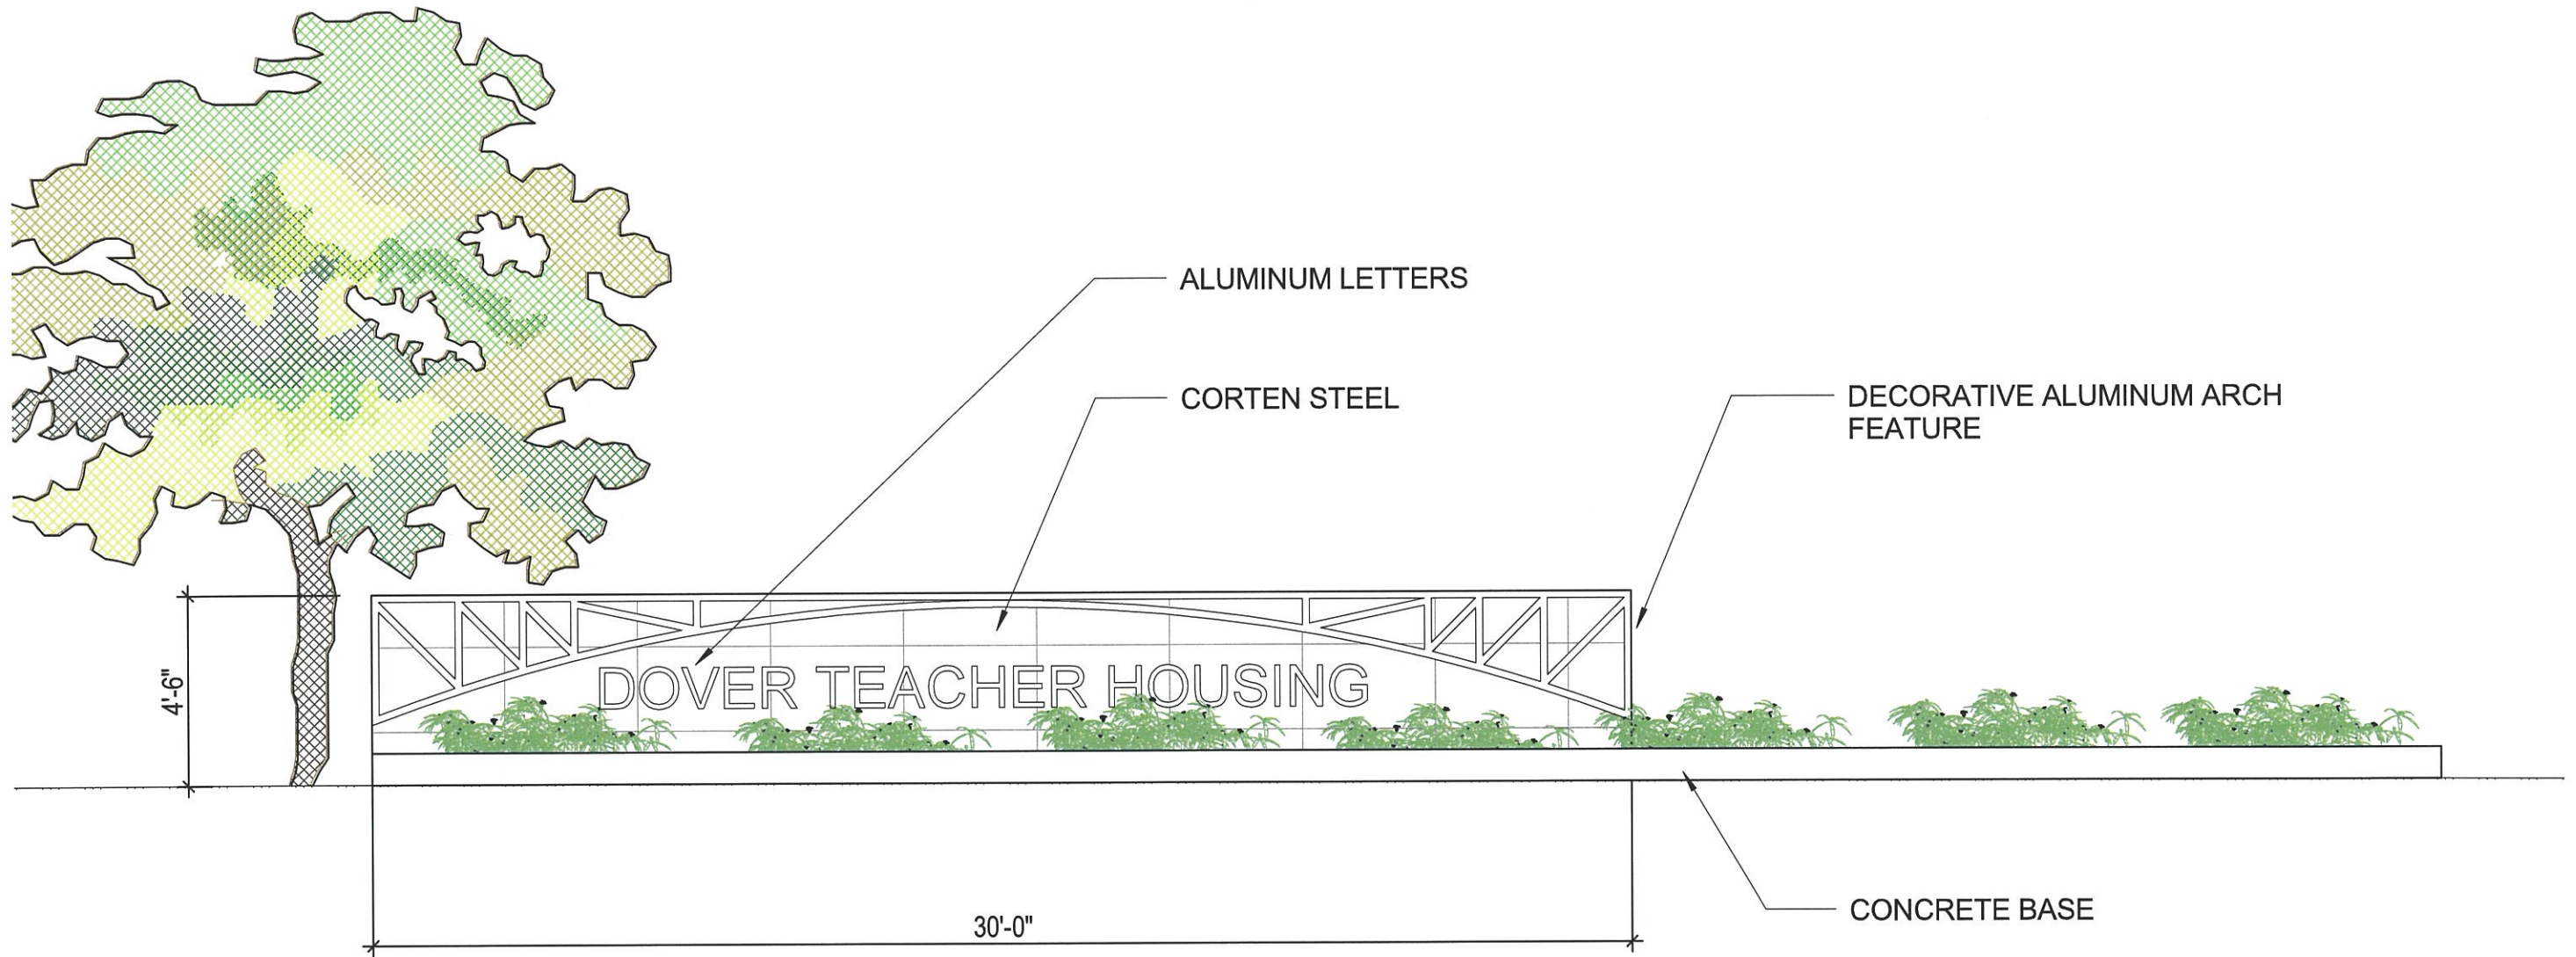 ALUMINUM LETTERS
CORTEN STEEL
DECORATIVE ALUMINUM ARCH
FEATURE
4'-6"
DOVER TEACHER HOUSING
CONCRETE BASE
30'-0"